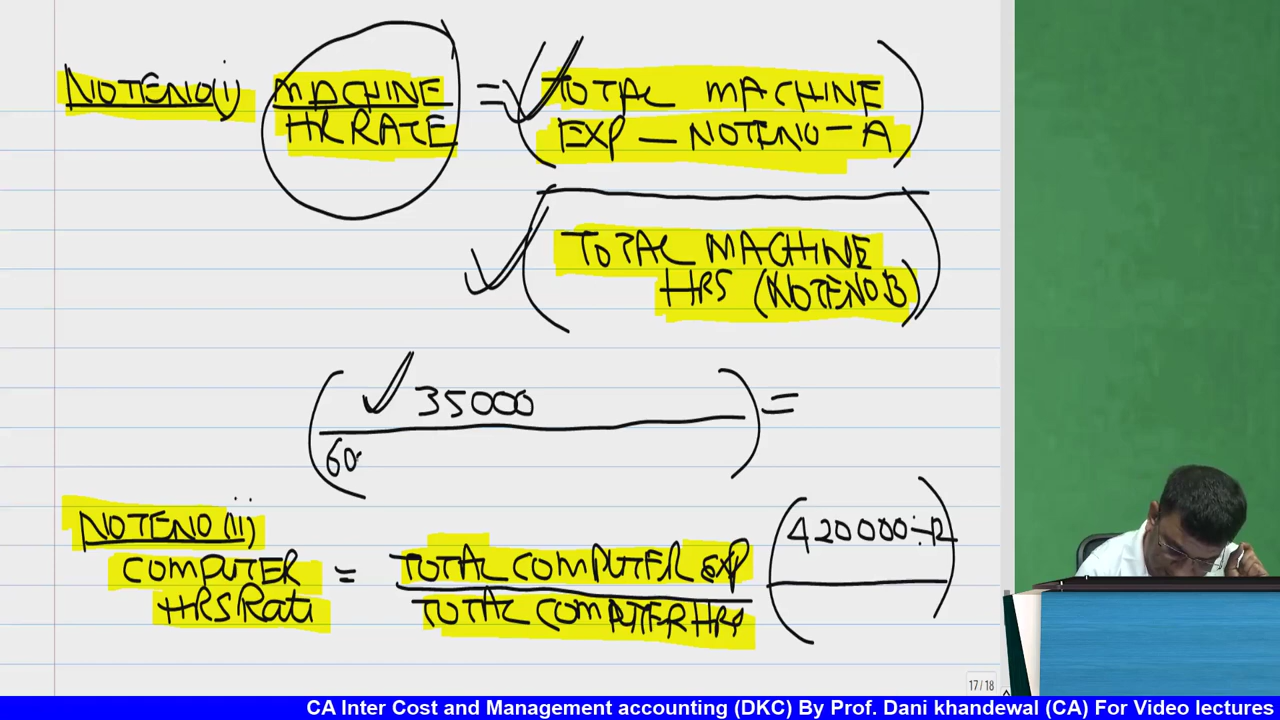 NOTENO(i) MACHINE = TOTAL MACHINE
HR RATE EXP - NOTENO - A
TOTAL MACHINE
HRS (NOTENO B)
35000 =
60
NOTENO (ii)
COMPUTER = TOTAL COMPUTER EXP 420000÷12
HRS Rati TOTAL COMPUTER HRS
17/18
CA Inter Cost and Management accounting (DKC) By Prof. Dani khandewal (CA) For Video lectures